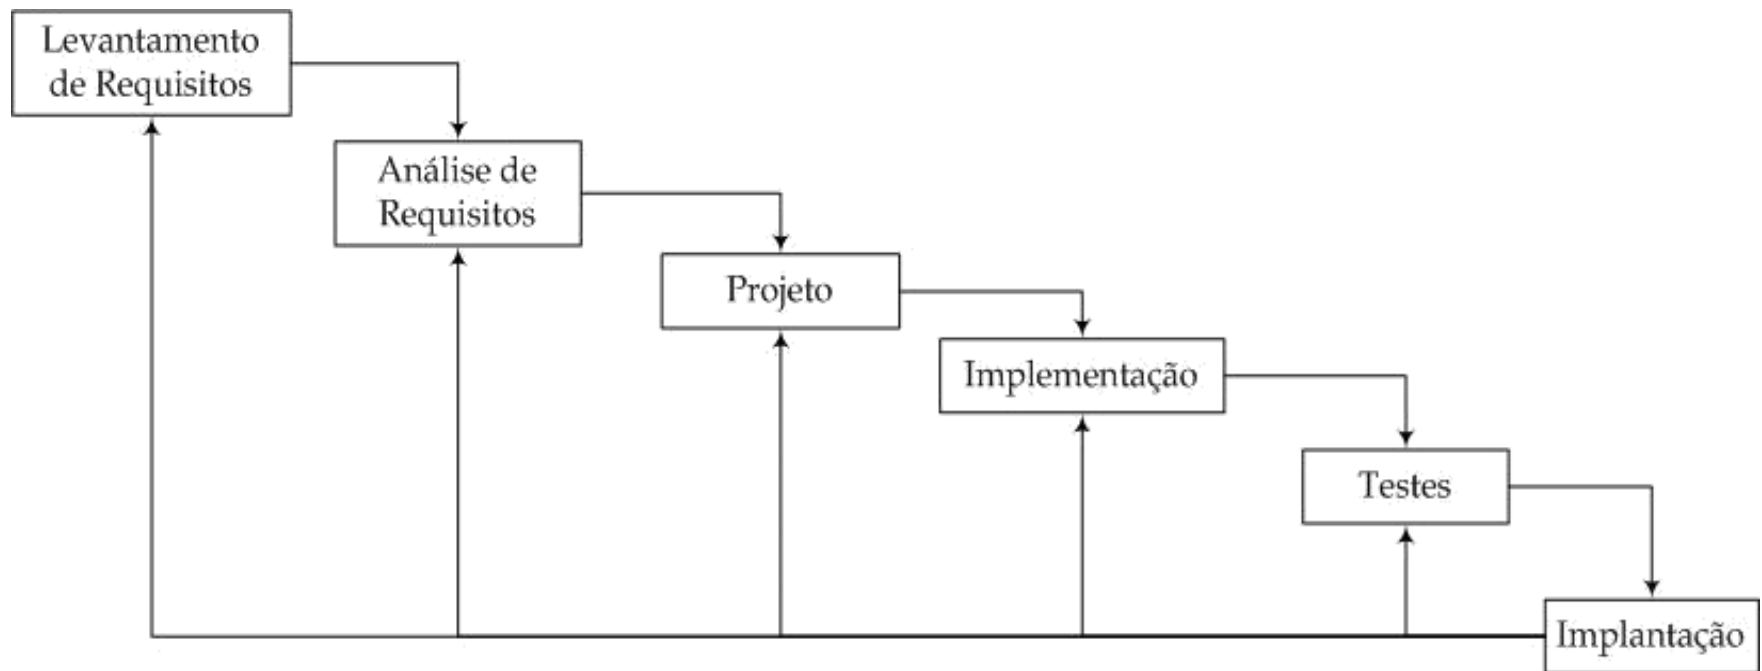 Levantamento
de Requisitos
Análise de
Requisitos
Projeto
Implementação
Testes
Implantação